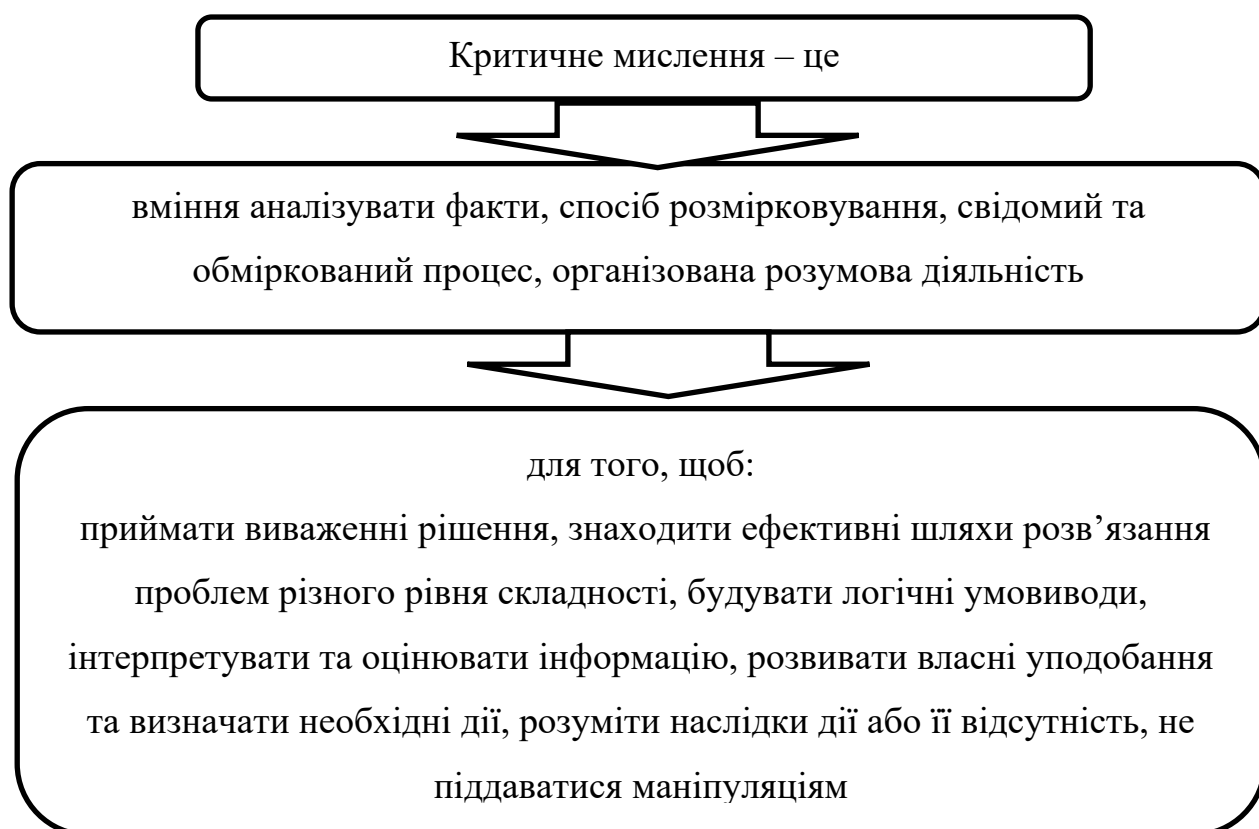 Критичне мислення – це
вміння аналізувати факти, спосіб розмірковування, свідомий та
обміркований процес, організована розумова діяльність
для того, щоб:
приймати виваженні рішення, знаходити ефективні шляхи розв’язання
проблем різного рівня складності, будувати логічні умовиводи,
інтерпретувати та оцінювати інформацію, розвивати власні уподобання
та визначати необхідні дії, розуміти наслідки дії або її відсутність, не
піддаватися маніпуляціям